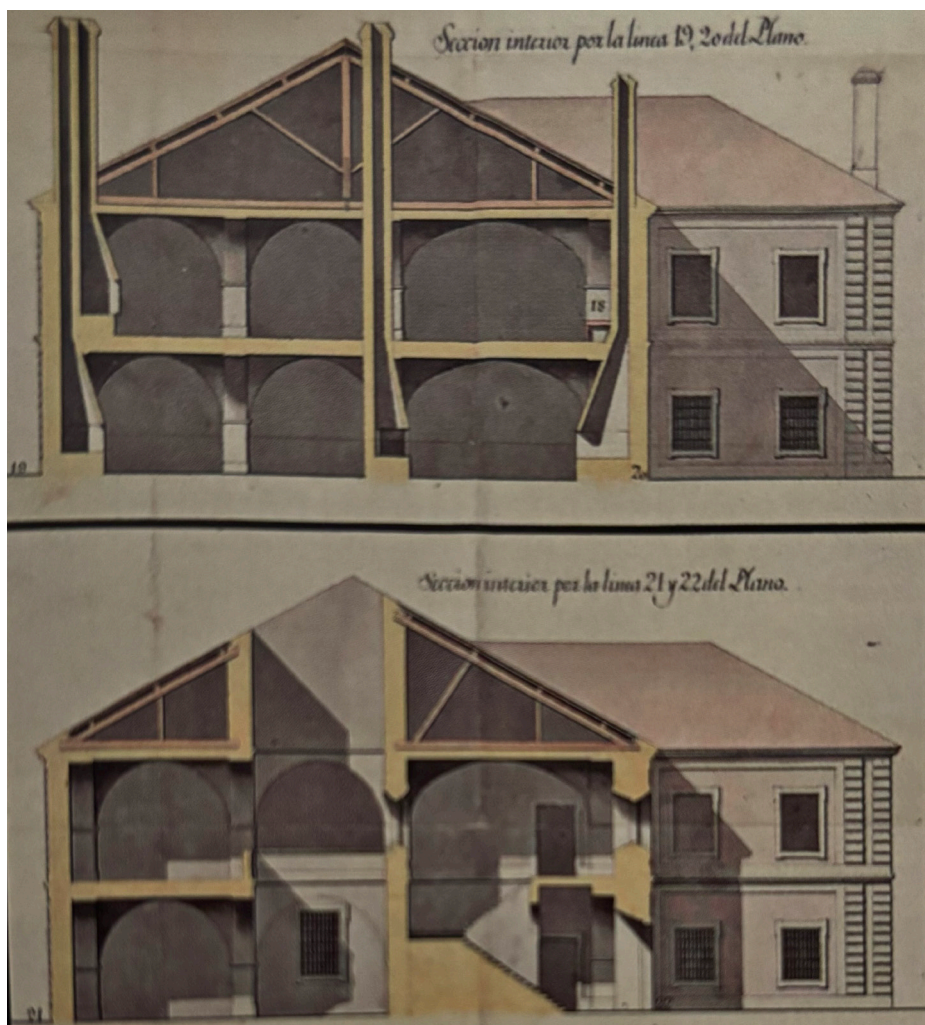 Seccion interior por la linea 19, 20 del Plano.
18
19
20
Seccion interior por la linea 21 y 22 del Plano.
21
22